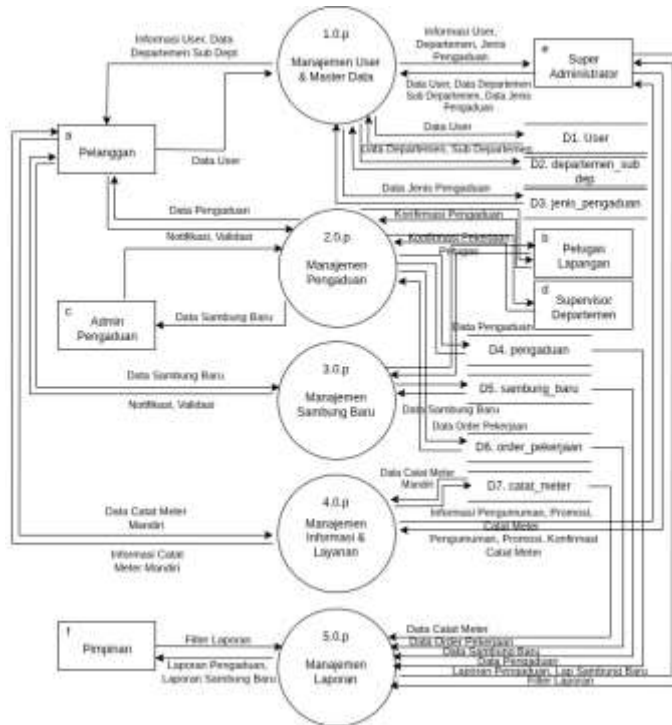 1.0.p
Manajemen User
& Master Data
Informasi User, Data
Departemen Sub Dept
Informasi User,
Departemen, Jenis
Pengaduan
e
Super
Administrator
Data User, Data Departemen
Sub Departemen, Data Jenis
Pengaduan
a
Pelanggan
Data User
Data User
D1. User
Data Departemen, Sub Departemen
D2. departemen_sub
dep
Data Jenis Pengaduan
D3. jenis_pengaduan
Data Pengaduan
Notifikasi, Validasi
2.0.p
Manajemen
Pengaduan
Konfirmasi Pengaduan
Konfirmasi Pekerjaan
Petugas
b
Petugas
Lapangan
d
Supervisor
Departemen
c
Admin
Pengaduan
Data Sambung Baru
Data Pengaduan
D4. pengaduan
3.0.p
Manajemen
Sambung Baru
Data Sambung Baru
Notifikasi, Validasi
D5. sambung_baru
Data Sambung Baru
Data Order Pekerjaan
D6. order_pekerjaan
4.0.p
Manajemen
Informasi &
Layanan
Data Catat Meter
Mandiri
D7. catat_meter
Data Catat Meter
Mandiri
Informasi Catat
Meter Mandiri
Informasi Pengumuman, Promosi,
Catat Meter
Pengumuman, Promosi, Konfirmasi
Catat Meter
f
Pimpinan
Filter Laporan
Laporan Pengaduan,
Laporan Sambung Baru
5.0.p
Manajemen
Laporan
Data Catat Meter
Data Order Pekerjaan
Data Sambung Baru
Data Pengaduan
Laporan Pengaduan, Lap Sambung Baru
Filter Laporan